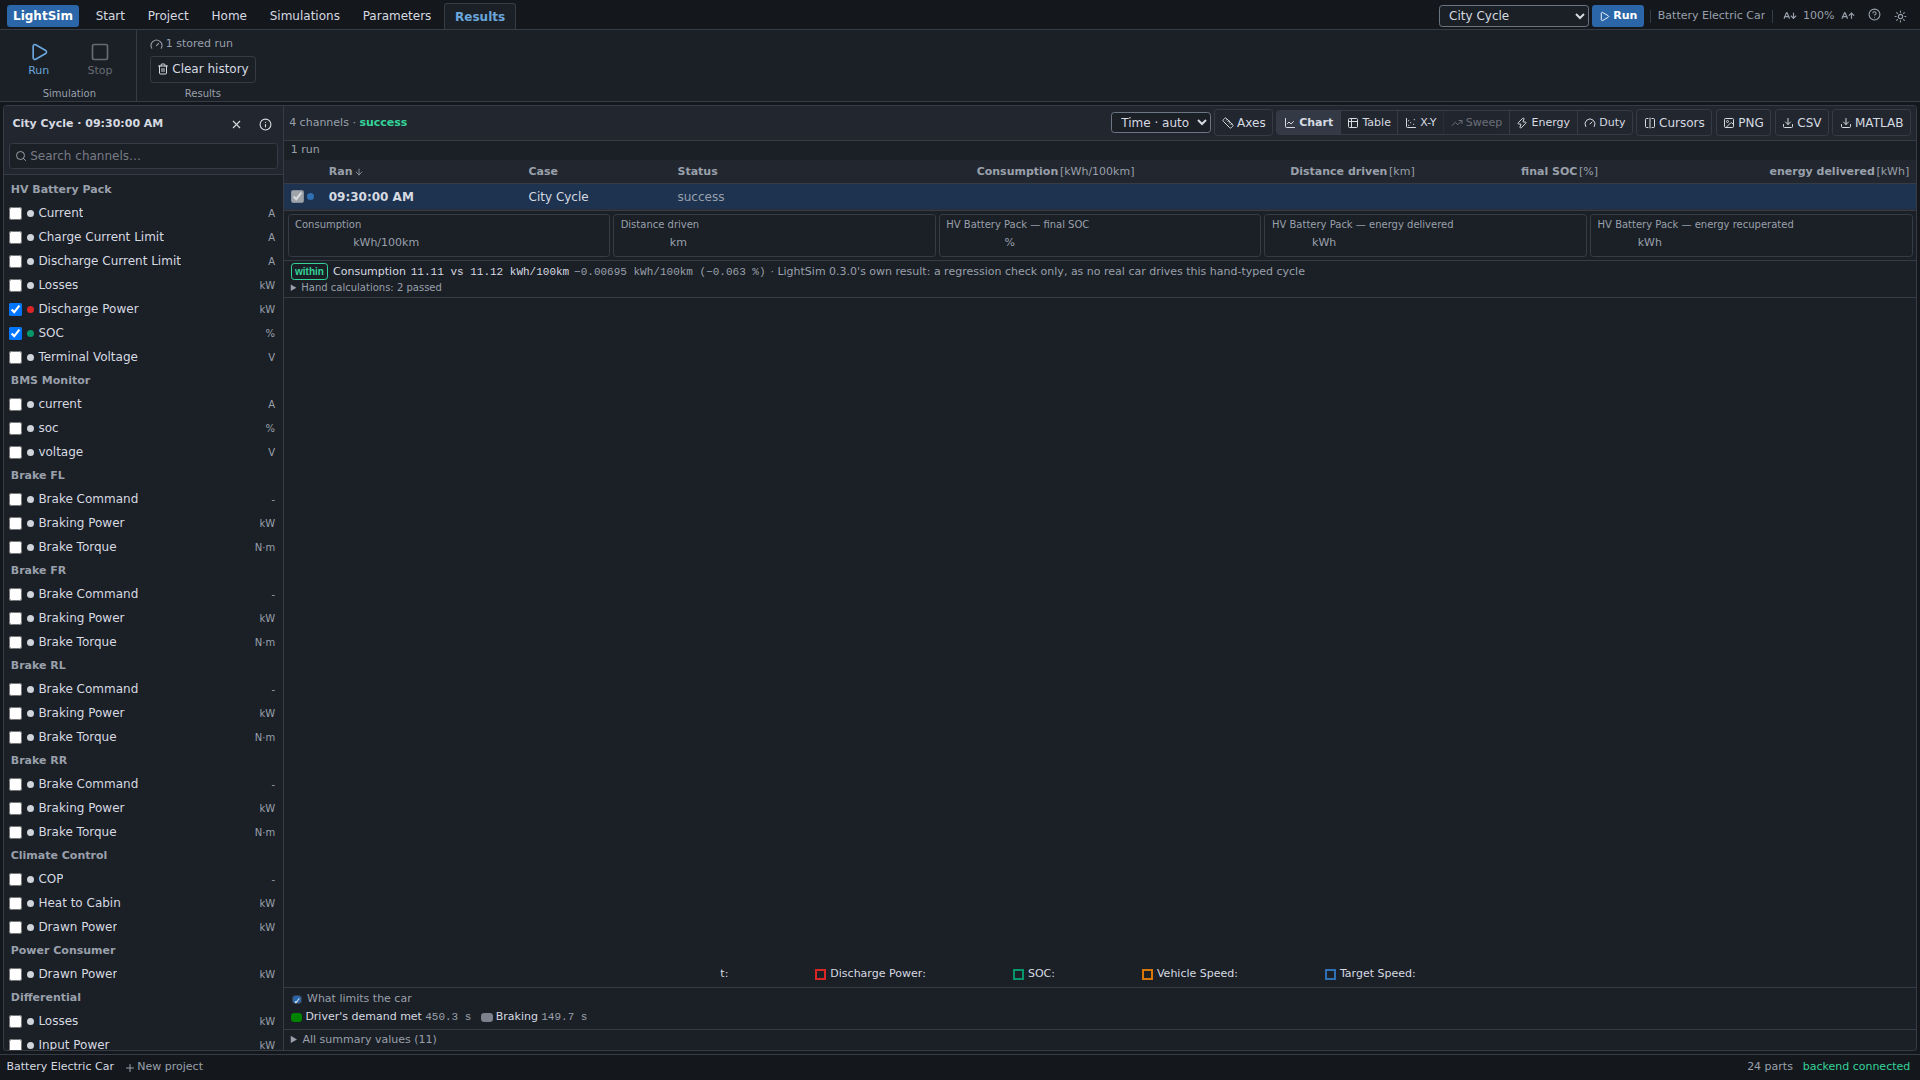 LightSim Start Project Home Simulations Parameters Results City Cycle Run Battery Electric Car 100%
1 stored run
Run Stop Clear history
Simulation Results
City Cycle · 09:30:00 AM
4 channels · success Time · auto Axes Chart Table X-Y Sweep Energy Duty Cursors PNG CSV MATLAB
Search channels...
1 run
Ran Case Status Consumption [kWh/100km] Distance driven [km] final SOC [%] energy delivered [kWh]
09:30:00 AM City Cycle success
Consumption Distance driven HV Battery Pack — final SOC HV Battery Pack — energy delivered HV Battery Pack — energy recuperated
kWh/100km km % kWh kWh
within Consumption 11.11 vs 11.12 kWh/100km −0.00695 kWh/100km (−0.063 %) · LightSim 0.3.0's own result: a regression check only, as no real car drives this hand-typed cycle
Hand calculations: 2 passed
HV Battery Pack
Current A
Charge Current Limit A
Discharge Current Limit A
Losses kW
Discharge Power kW
SOC %
Terminal Voltage V
BMS Monitor
current A
soc %
voltage V
Brake FL
Brake Command -
Braking Power kW
Brake Torque N·m
Brake FR
Brake Command -
Braking Power kW
Brake Torque N·m
Brake RL
Brake Command -
Braking Power kW
Brake Torque N·m
Brake RR
Brake Command -
Braking Power kW
Brake Torque N·m
Climate Control
COP -
Heat to Cabin kW
Drawn Power kW
Power Consumer
Drawn Power kW
Differential
Losses kW
Input Power kW
t: Discharge Power: SOC: Vehicle Speed: Target Speed:
What limits the car
Driver's demand met 450.3 s Braking 149.7 s
All summary values (11)
Battery Electric Car + New project 24 parts backend connected